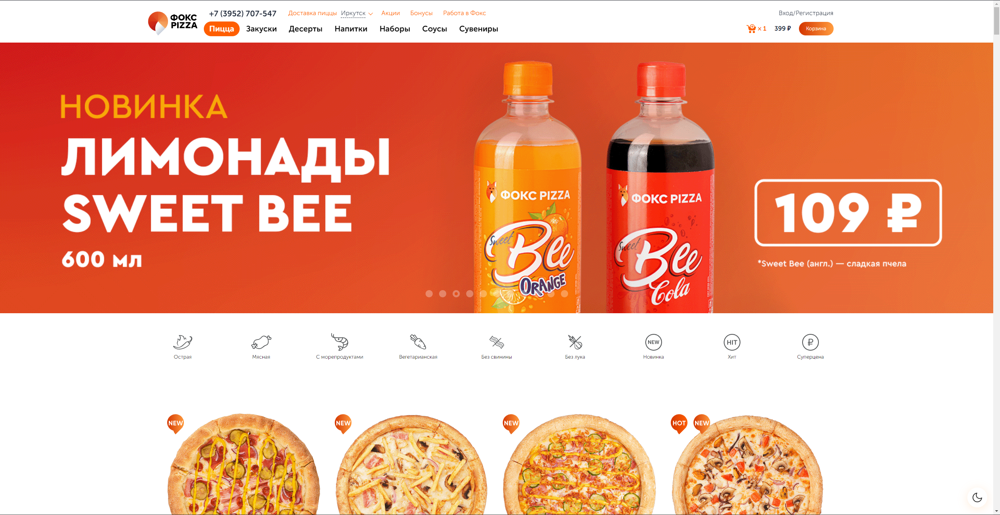 ФОКС
PIZZA
+7 (3952) 707-547
Доставка пиццы Иркутск
Акции
Бонусы
Работа в Фокс
Вход/Регистрация
Пицца
Закуски
Десерты
Напитки
Наборы
Соусы
Сувениры
× 1
399 ₽
Корзина
НОВИНКА
ЛИМОНАДЫ
SWEET BEE
600 мл
ФОКС PIZZA
Sweet
Bee
ORANGE
ФОКС PIZZA
Sweet
Bee
Cola
109 ₽
*Sweet Bee (англ.) — сладкая пчела
Острая
Мясная
С морепродуктами
Вегетарианская
Без свинины
Без лука
NEW
Новинка
HIT
Хит
₽
Суперцена
NEW
NEW
NEW
HOT
NEW